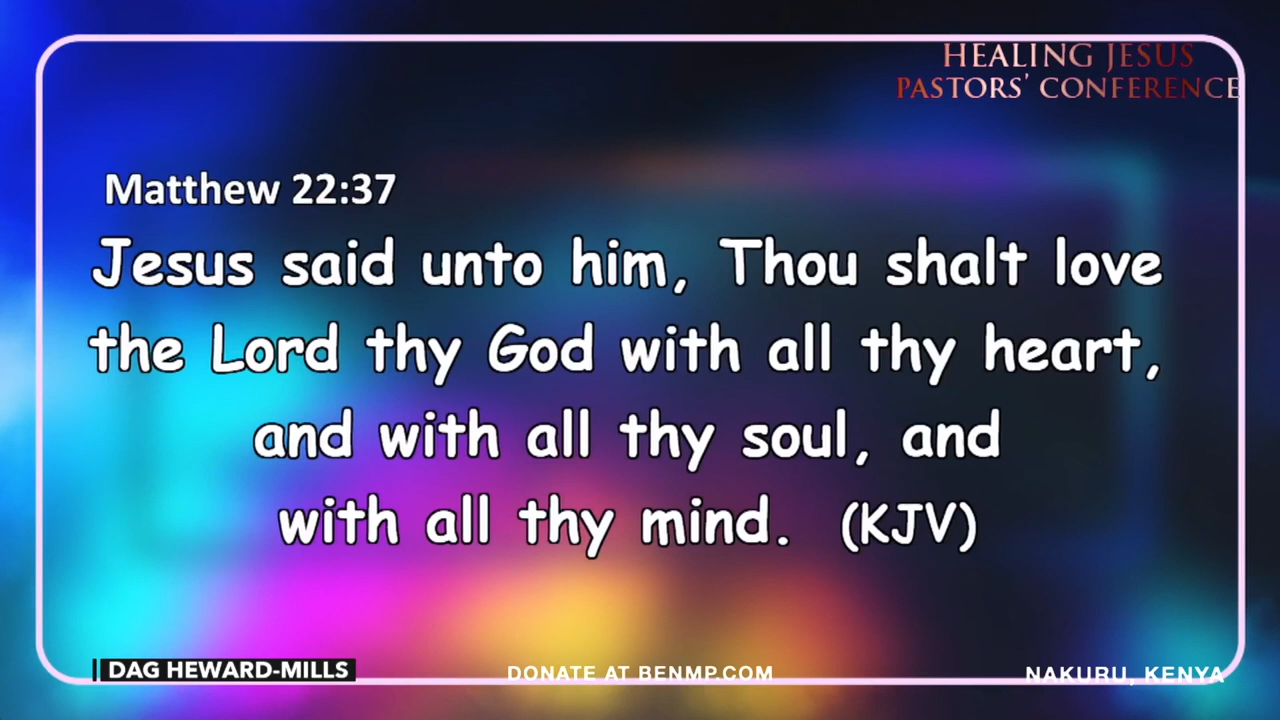 HEALING JESUS
PASTORS' CONFERENCE
Matthew 22:37
Jesus said unto him, Thou shalt love
the Lord thy God with all thy heart,
and with all thy soul, and
with all thy mind. (KJV)
DAG HEWARD-MILLS
DONATE AT BENMP.COM
NAKURU, KENYA